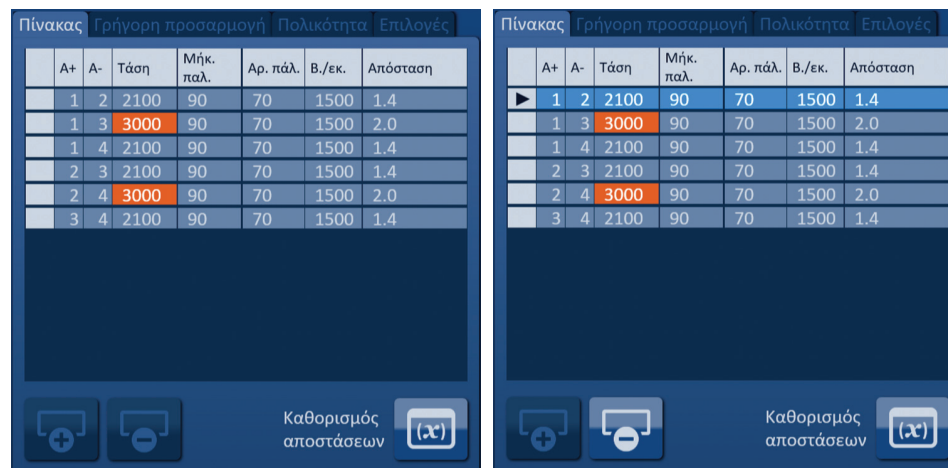 Πίνακας Γρήγορη προσαρμογή Πολικότητα Επιλογές
A+ A- Τάση Μήκ. παλ. Αρ. πάλ. Β./εκ. Απόσταση
1 2 2100 90 70 1500 1.4
1 3 3000 90 70 1500 2.0
1 4 2100 90 70 1500 1.4
2 3 2100 90 70 1500 1.4
2 4 3000 90 70 1500 2.0
3 4 2100 90 70 1500 1.4
Καθορισμός
αποστάσεων
(x)
Πίνακας Γρήγορη προσαρμογή Πολικότητα Επιλογές
A+ A- Τάση Μήκ. παλ. Αρ. πάλ. Β./εκ. Απόσταση
1 2 2100 90 70 1500 1.4
1 3 3000 90 70 1500 2.0
1 4 2100 90 70 1500 1.4
2 3 2100 90 70 1500 1.4
2 4 3000 90 70 1500 2.0
3 4 2100 90 70 1500 1.4
Καθορισμός
αποστάσεων
(x)